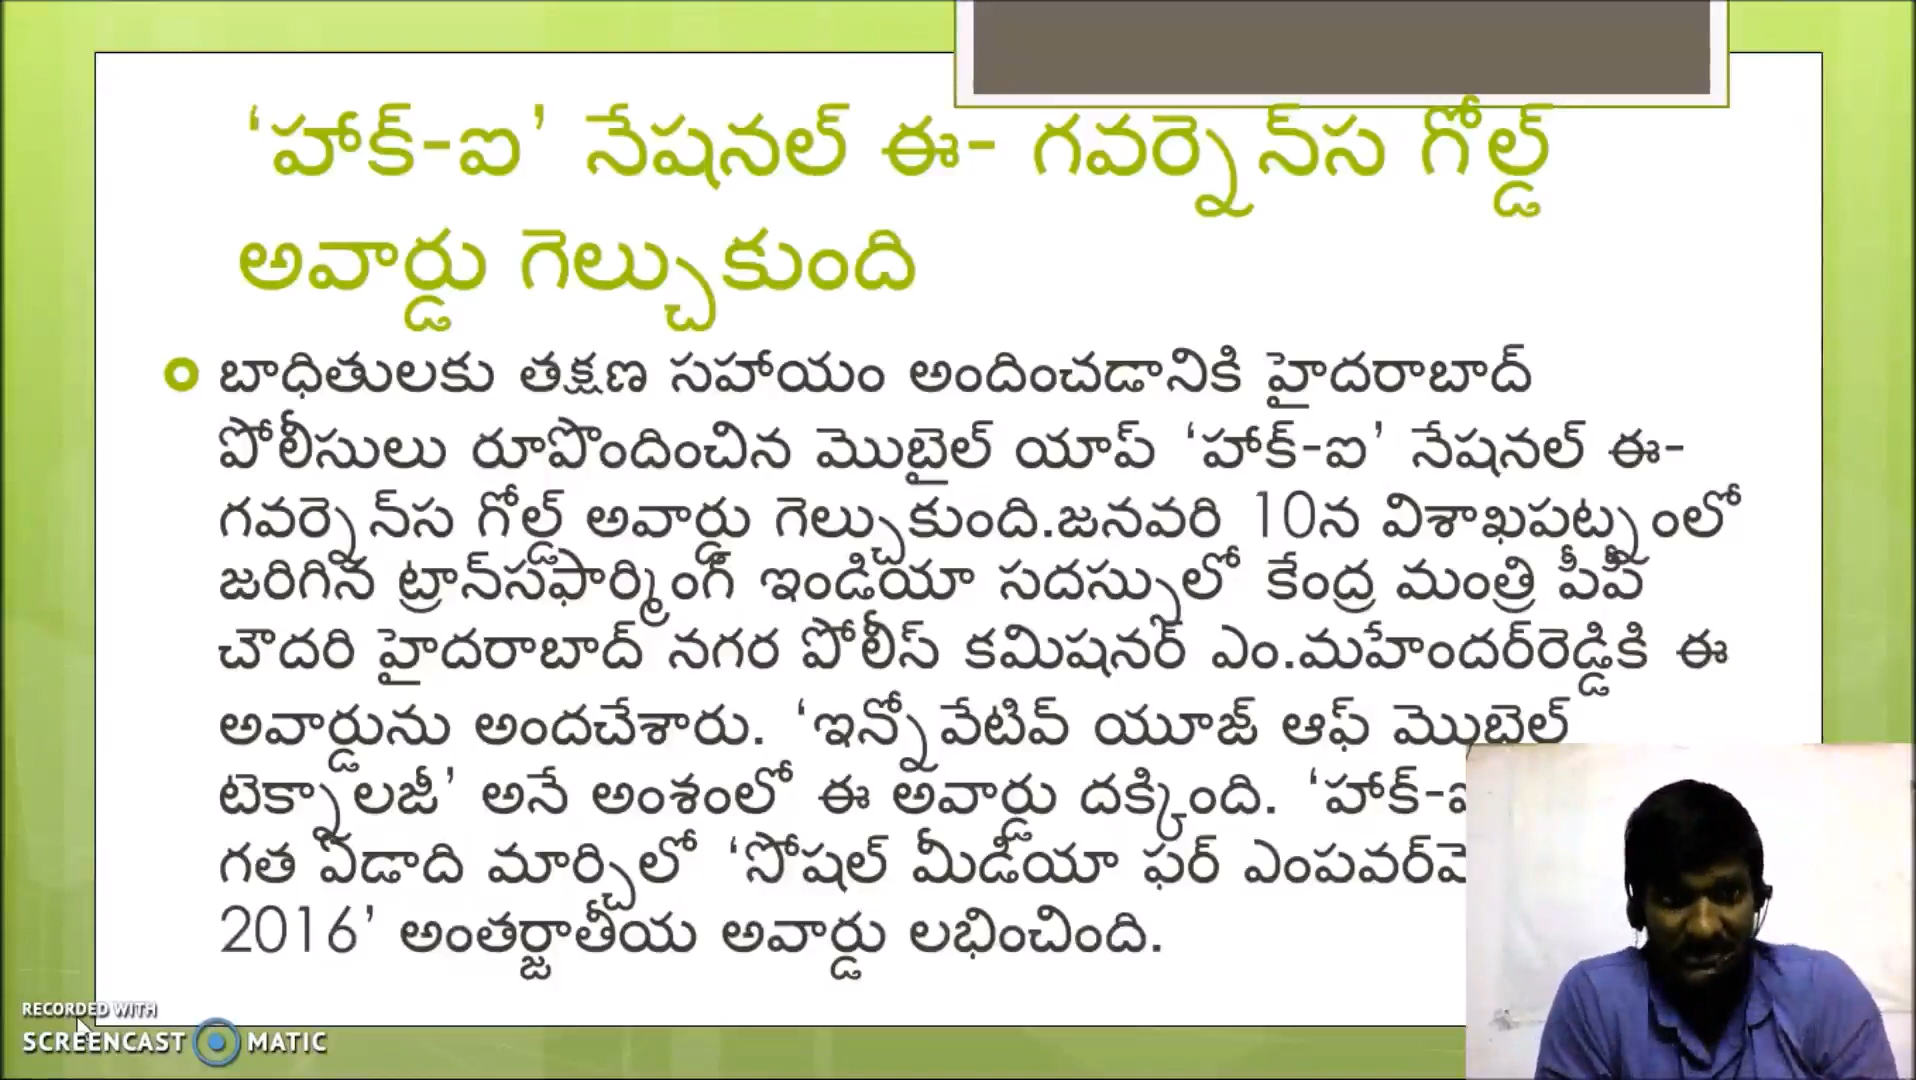 ‘హాక్-ఐ’ నేషనల్ ఈ- గవర్నెన్‌స గోల్డ్
అవార్డు గెల్చుకుంది
బాధితులకు తక్షణ సహాయం అందించడానికి హైదరాబాద్
పోలీసులు రూపొందించిన మొబైల్ యాప్ ‘హాక్-ఐ’ నేషనల్ ఈ-
గవర్నెన్‌స గోల్డ్ అవార్డు గెల్చుకుంది.జనవరి 10న విశాఖపట్నంలో
జరిగిన ట్రాన్‌సఫార్మింగ్ ఇండియా సదస్సులో కేంద్ర మంత్రి పీపీ
చౌదరి హైదరాబాద్ నగర పోలీస్ కమిషనర్ ఎం.మహేందర్‌రెడ్డికి ఈ
అవార్డును అందచేశారు. ‘ఇన్నోవేటివ్ యూజ్ ఆఫ్ మొబైల్
టెక్నాలజీ’ అనే అంశంలో ఈ అవార్డు దక్కింది. ‘హాక్-
గత ఏడాది మార్చిలో ‘సోషల్ మీడియా ఫర్
2016’ అంతర్జాతీయ అవార్డు లభించింది.
RECORDED WITH
SCREENCAST MATIC